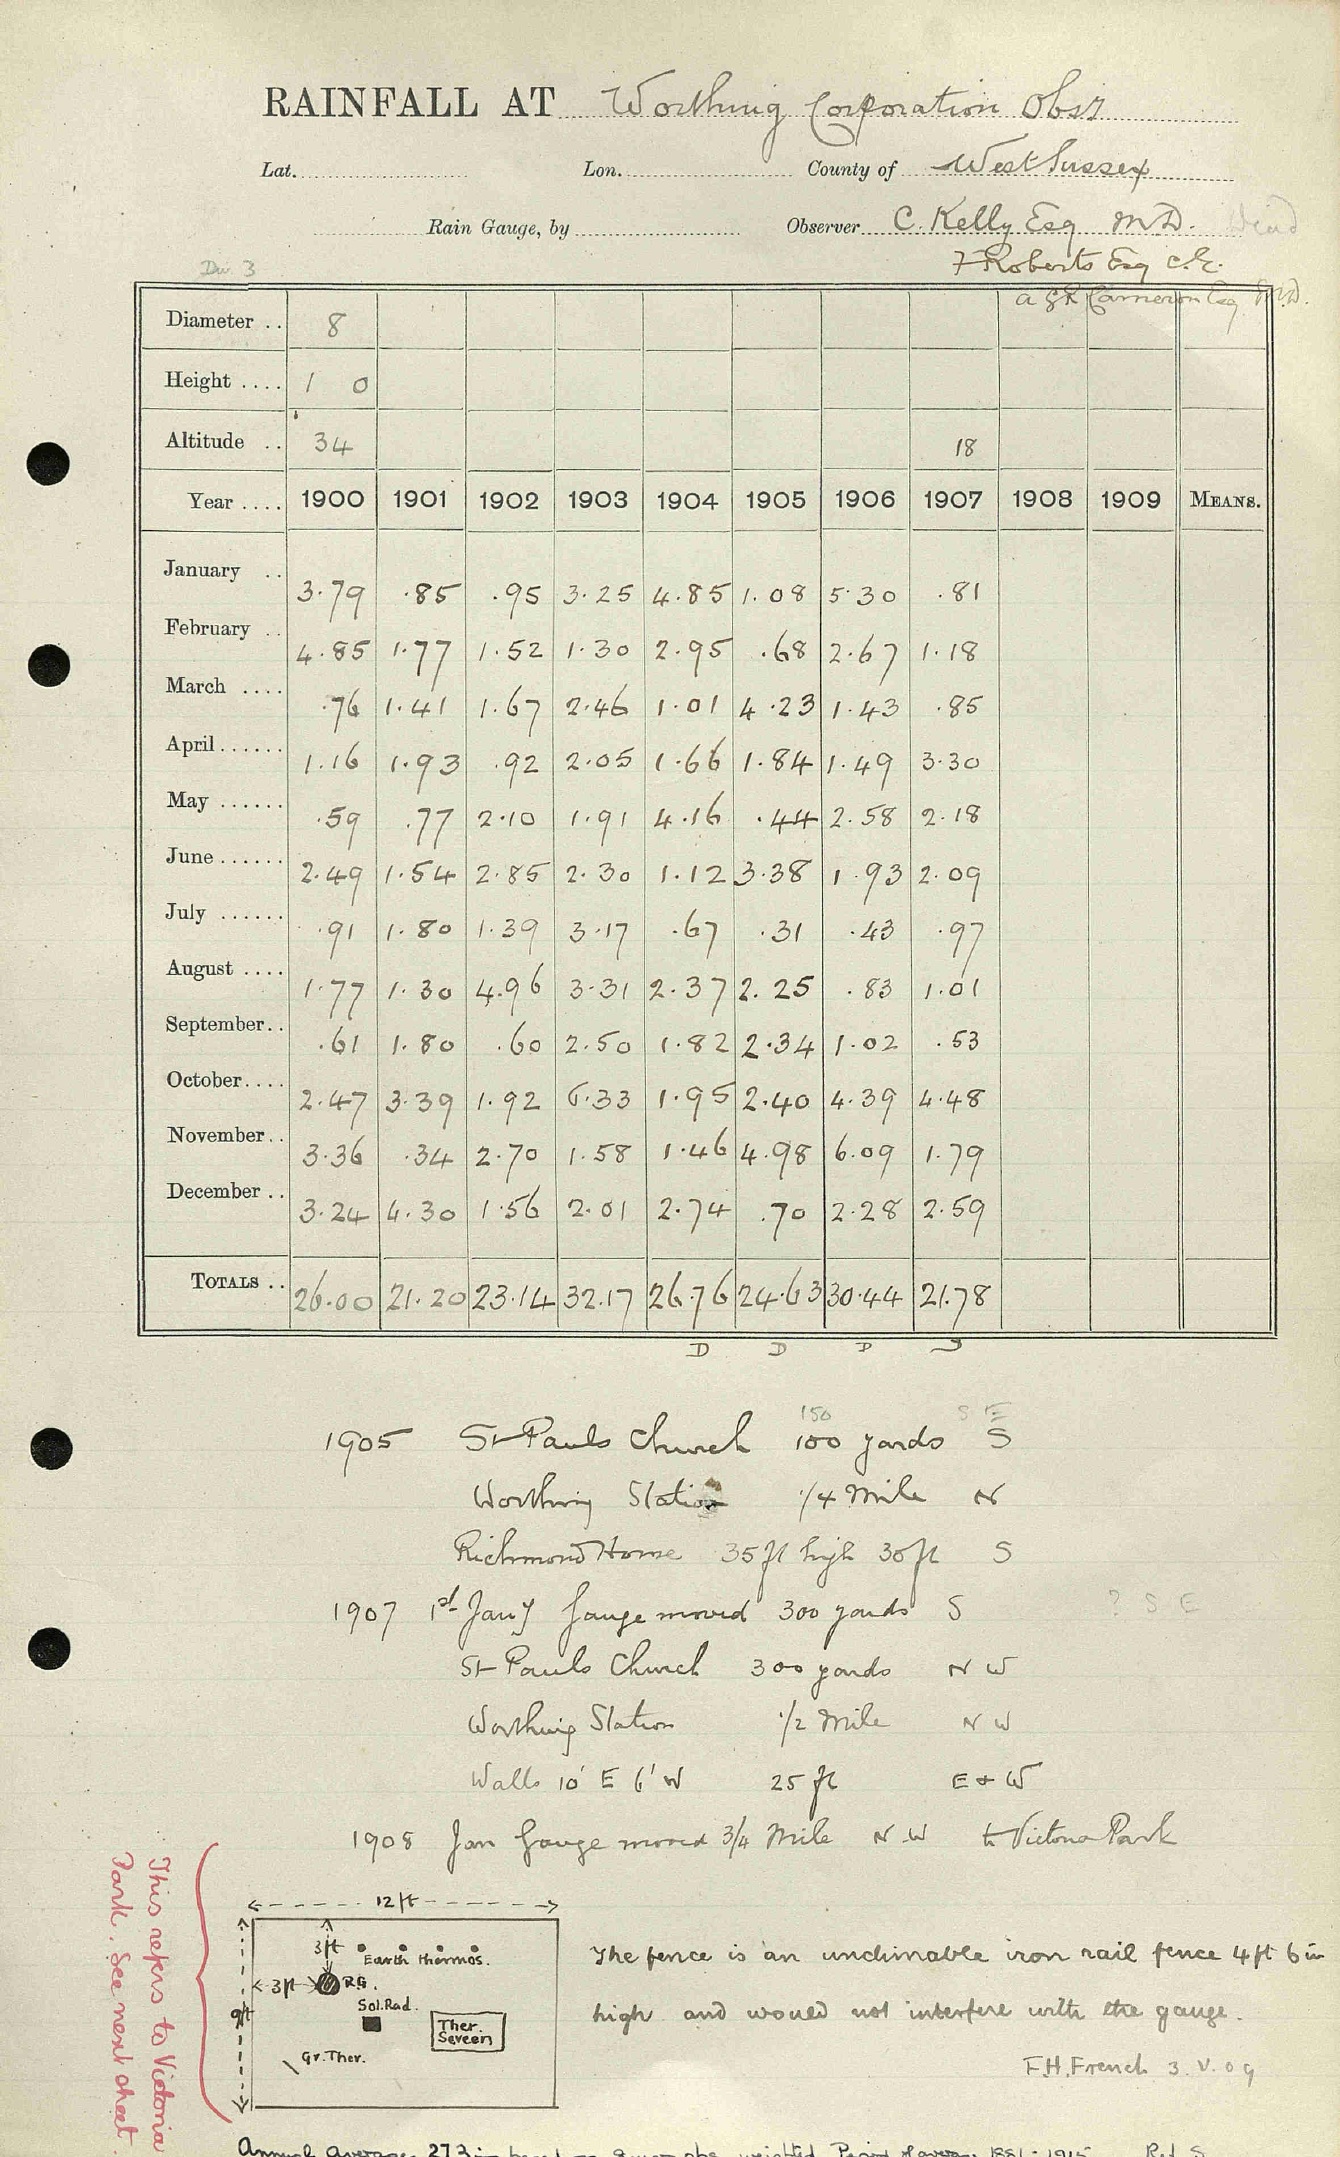 RAINFALL AT Worthing Corporation Obsy
Lat. Lon. County of West Sussex
Rain Gauge, by Observer C. Kelly Esq M.D. Dead
F Roberts Esq C.E.
Div. 3
A G R Cameron Esq M.D.
Diameter .. 8
Height .... 1 0
Altitude .. 34 18
Year .... 1900 1901 1902 1903 1904 1905 1906 1907 1908 1909 MEANS.
January .. 3.79 .85 .95 3.25 4.85 1.08 5.30 .81
February .. 4.85 1.77 1.52 1.30 2.95 .68 2.67 1.18
March .... .76 1.41 1.67 2.46 1.01 4.23 1.43 .85
April ...... 1.16 1.93 .92 2.05 1.66 1.84 1.49 3.30
May ...... .59 .77 2.10 1.91 4.16 .44 2.58 2.18
June ...... 2.49 1.54 2.85 2.30 1.12 3.38 1.93 2.09
July ...... .91 1.80 1.39 3.17 .67 .31 .43 .97
August .... 1.77 1.30 4.96 3.31 2.37 2.25 .83 1.01
September.. .61 1.80 .60 2.50 1.82 2.34 1.02 .53
October.... 2.47 3.39 1.92 6.33 1.95 2.40 4.39 4.48
November.. 3.36 .34 2.70 1.58 1.46 4.98 6.09 1.79
December .. 3.24 4.30 1.56 2.01 2.74 .70 2.28 2.59
TOTALS .. 26.00 21.20 23.14 32.17 26.76 24.63 30.44 21.78
D D D
150 S E
1905 St Pauls Church 100 yards S
Worthing Station 1/4 Mile N
Richmond House 35 ft high 30 ft S
1907 1st Jany Gauge moved 300 yards S ? S E
St Pauls Church 300 yards N W
Worthing Station 1/2 Mile N W
Walls 10' E 6' W 25 ft E & W
1908 Jan Gauge moved 3/4 Mile N.W to Victoria Park
This refers to Victoria
Park. See next sheet.
12 ft
3ft Earth thermos.
3ft R.G.
Sol. Rad.
9ft
Ther.
Screen
Gr. Ther.
The fence is an unclimable iron rail fence 4 ft 6 in
high and would not interfere with the gauge.
F.H. French 3.V.09
Annual Average 27.3 in based on 8 years obs. weighted Period of average 1881-1915 Ref. S